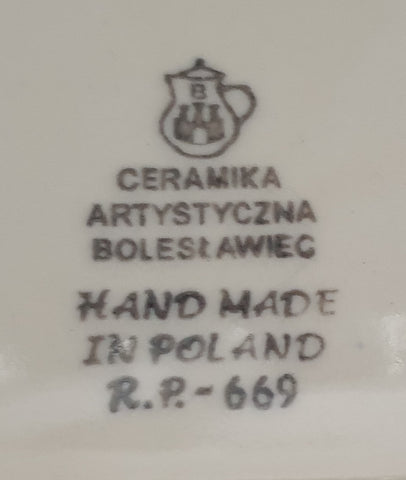 B
CERAMIKA
ARTYSTYCZNA
BOLESŁAWIEC
HAND MADE
IN POLAND
R.P.-669